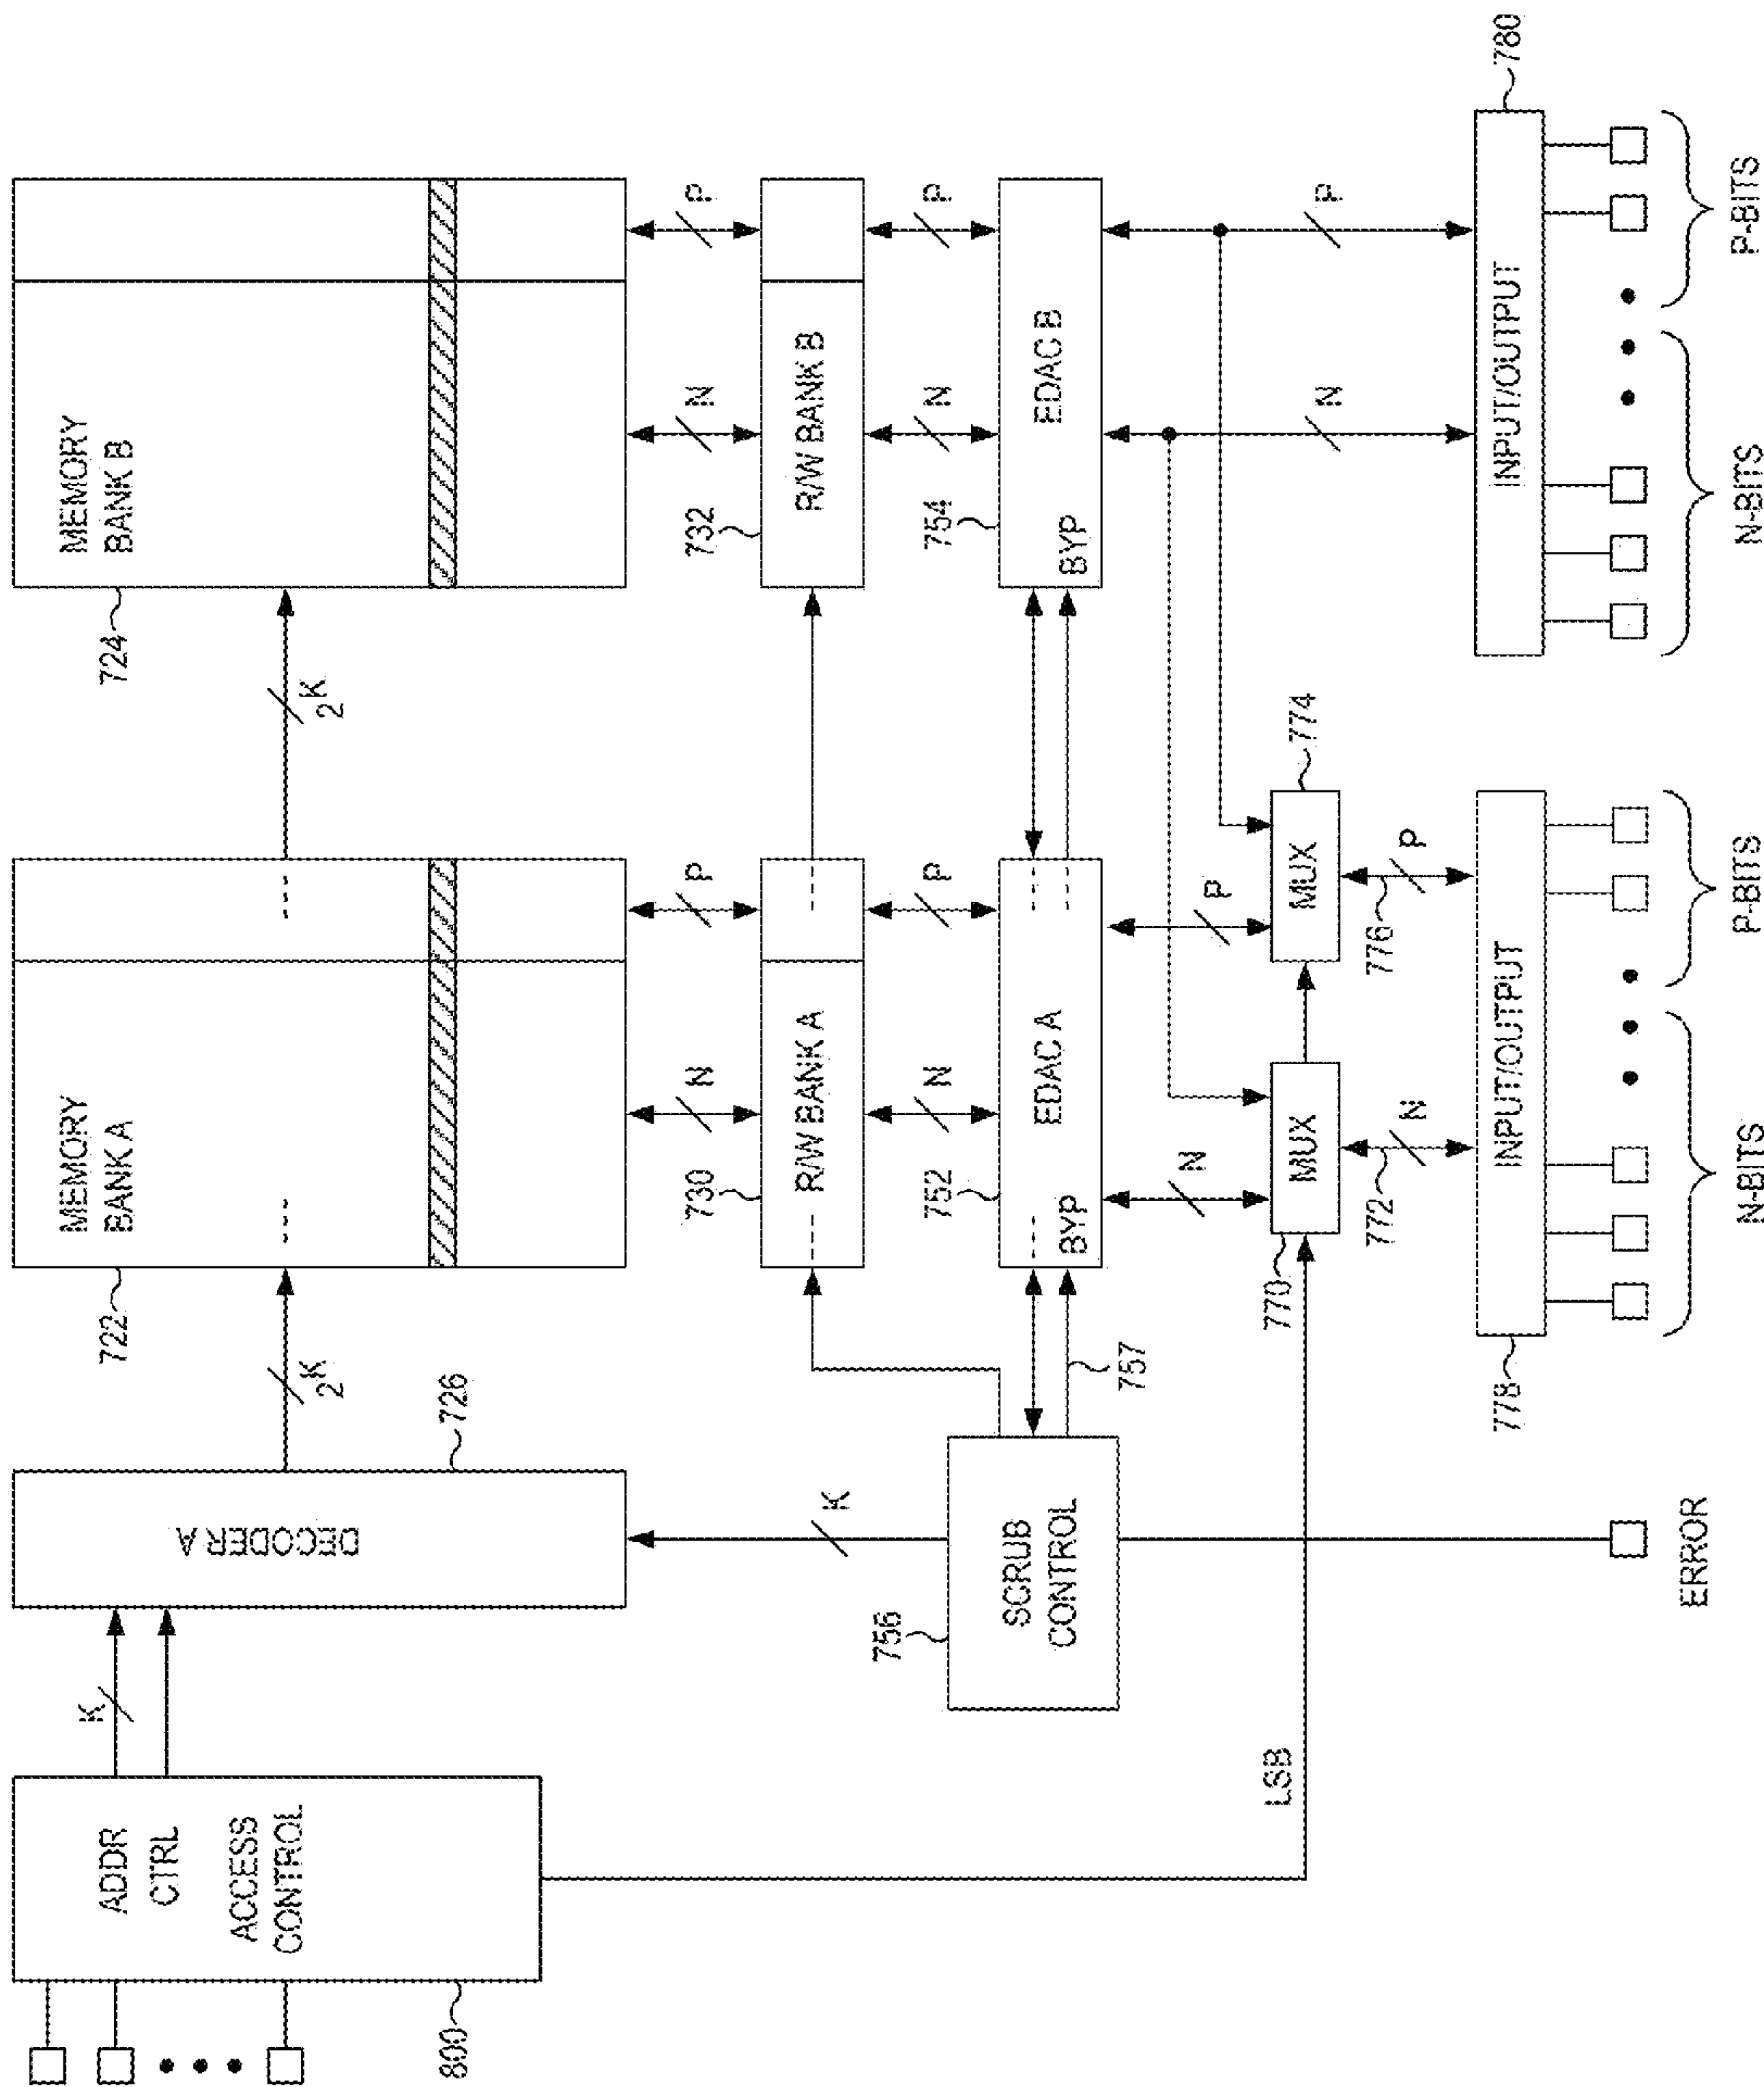 ADDR
CTRL
ACCESS
CONTROL
800
K
DECODER A
726
2K
MEMORY
BANK A
722
2K
MEMORY
BANK B
724
N
P
N
P
R/W BANK A
730
R/W BANK B
732
K
N
P
N
P
SCRUB
CONTROL
756
757
EDAC A
BYP
752
EDAC B
BYP
754
LSB
N
P
N
P
MUX
770
MUX
774
772
N
776
P
INPUT/OUTPUT
778
INPUT/OUTPUT
780
ERROR
N-BITS
P-BITS
N-BITS
P-BITS